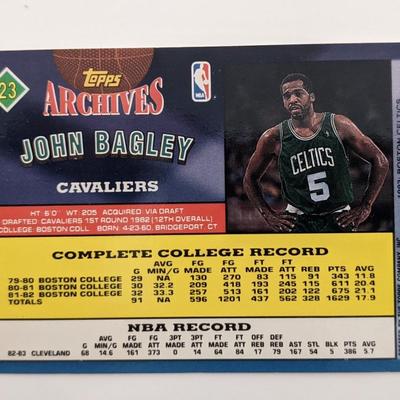 23
TOPPS
ARCHIVES
NBA
JOHN BAGLEY
CAVALIERS
CELTICS
5
HT: 6'0" WT: 205 ACQUIRED: VIA DRAFT
DRAFTED: CAVALIERS 1ST ROUND 1982 (12TH OVERALL)
COLLEGE: BOSTON COLL BORN: 4-23-60, BRIDGEPORT, CT
COMPLETE COLLEGE RECORD
G AVG MIN/G FG MADE FG ATT FT MADE FT ATT REB PTS AVG PTS
79-80 BOSTON COLLEGE 29 NA 130 270 83 115 91 343 11.8
80-81 BOSTON COLLEGE 30 32.2 209 418 193 245 115 611 20.4
81-82 BOSTON COLLEGE 32 33.3 257 513 161 202 122 675 21.1
TOTALS 91 NA 596 1201 437 562 328 1629 17.9
NBA RECORD
G AVG MIN/G FG MADE FG ATT 3PT MADE 3PT ATT FT MADE FT ATT OFF REB DEF REB AST STL BLK PTS AVG PTS
82-83 CLEVELAND 68 14.6 161 373 0 14 64 84 17 79 167 54 5 386 5.7